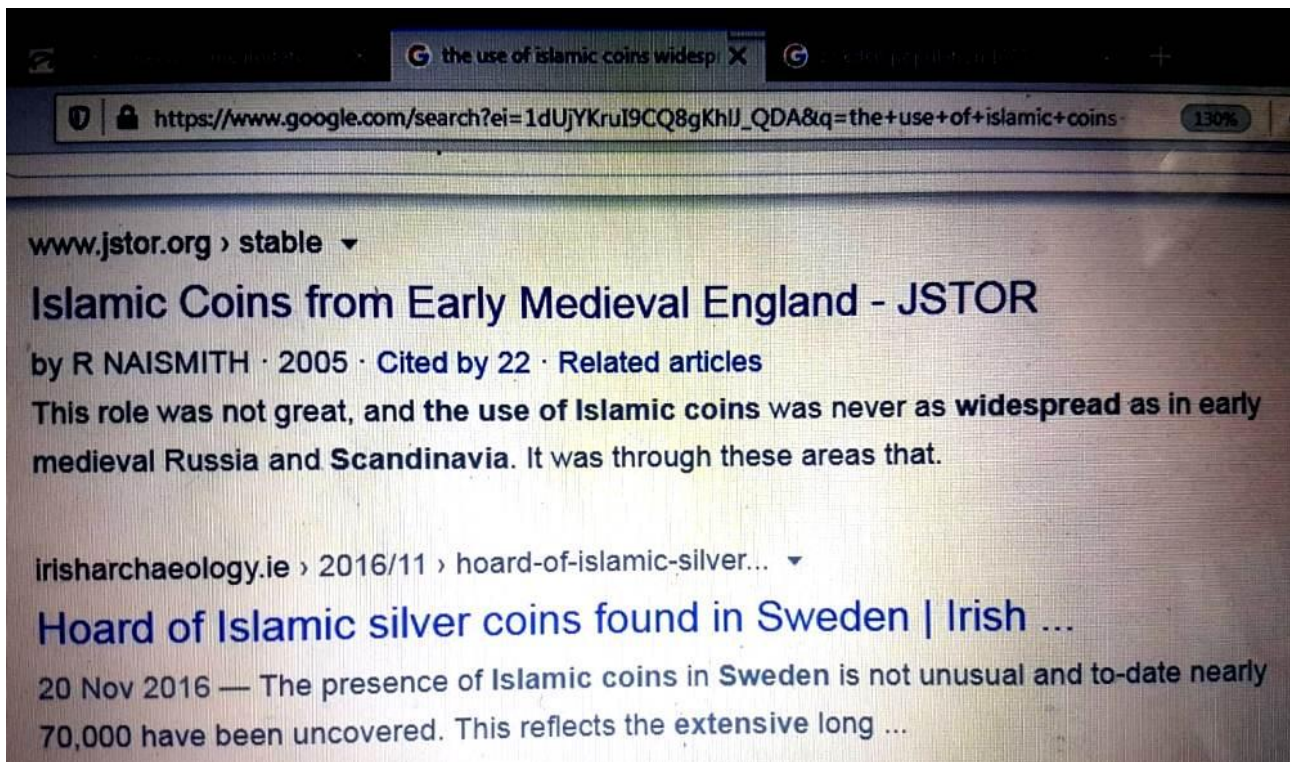 the use of islamic coins widesp
https://www.google.com/search?ei=1dUjYKruI9CQ8gKhIJ_QDA&q=the+use+of+islamic+coins
130%
www.jstor.org › stable
Islamic Coins from Early Medieval England - JSTOR
by R NAISMITH · 2005 · Cited by 22 · Related articles
This role was not great, and the use of Islamic coins was never as widespread as in early
medieval Russia and Scandinavia. It was through these areas that.
irisharchaeology.ie › 2016/11 › hoard-of-islamic-silver...
Hoard of Islamic silver coins found in Sweden | Irish ...
20 Nov 2016 — The presence of Islamic coins in Sweden is not unusual and to-date nearly
70,000 have been uncovered. This reflects the extensive long ...